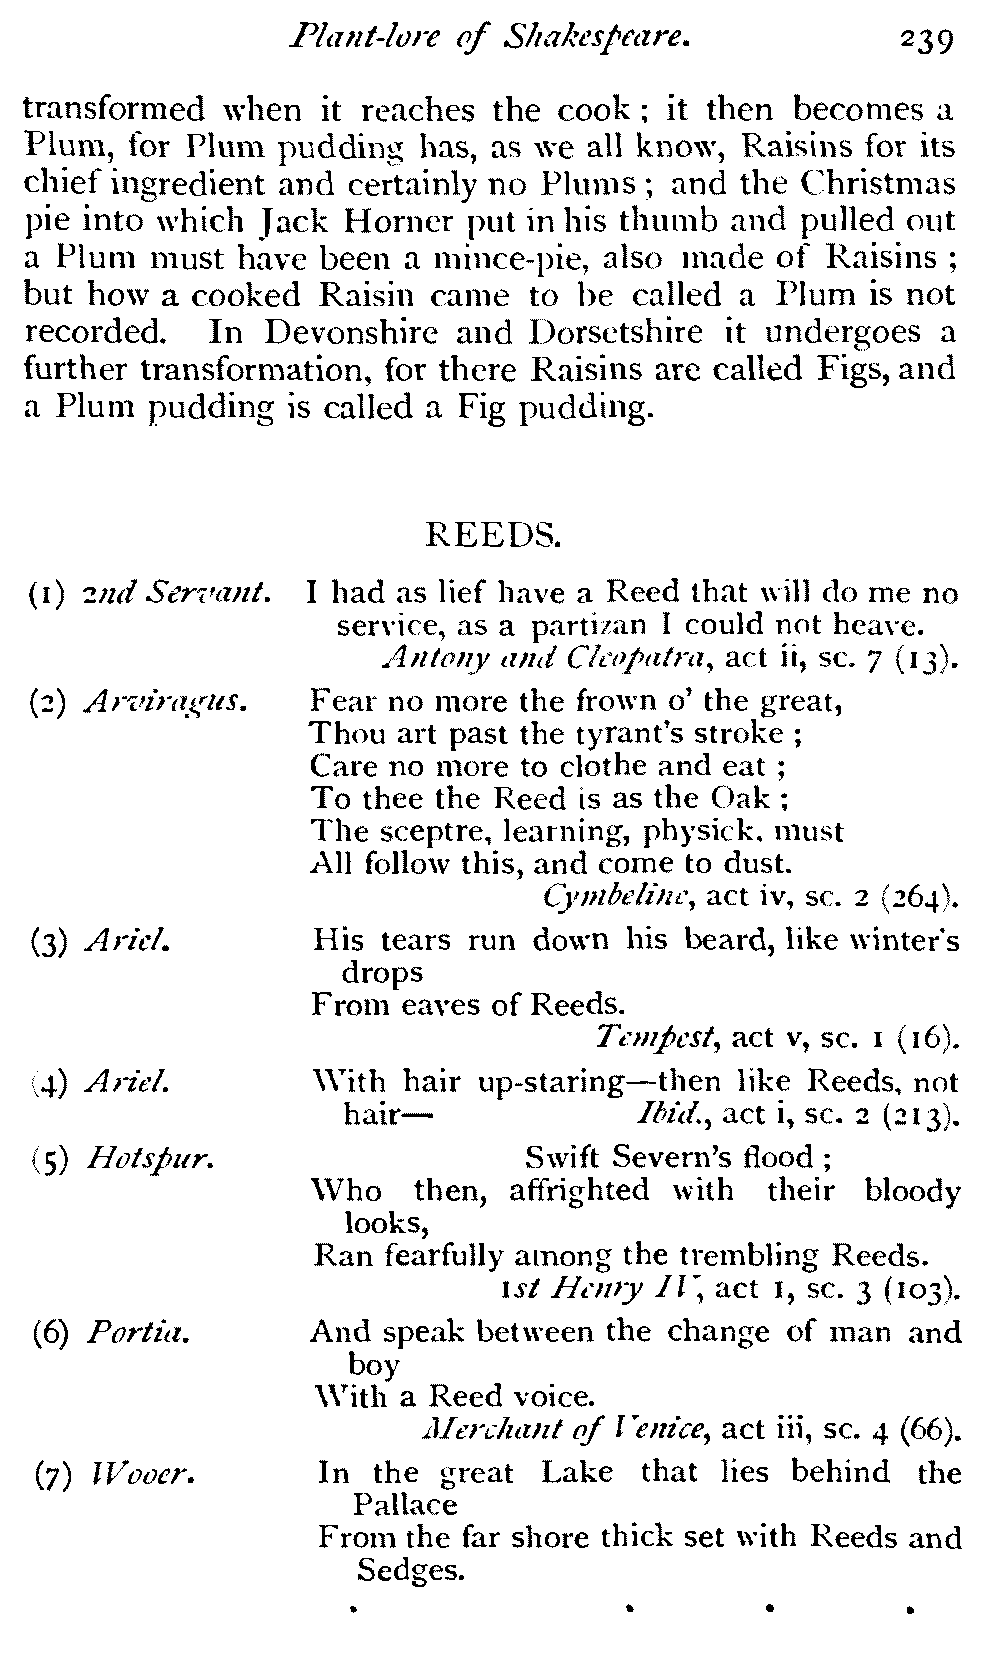 Plant-lore of Shakespeare. 239
transformed when it reaches the cook ; it then becomes a
Plum, for Plum pudding has, as we all know, Raisins for its
chief ingredient and certainly no Plums ; and the Christmas
pie into which Jack Horner put in his thumb and pulled out
a Plum must have been a mince-pie, also made of Raisins ;
but how a cooked Raisin came to be called a Plum is not
recorded. In Devonshire and Dorsetshire it undergoes a
further transformation, for there Raisins are called Figs, and
a Plum pudding is called a Fig pudding.
REEDS.
(1) 2nd Servant. I had as lief have a Reed that will do me no
service, as a partizan I could not heave.
Antony and Cleopatra, act ii, sc. 7 (13).
(2) Arviragus. Fear no more the frown o' the great,
Thou art past the tyrant's stroke ;
Care no more to clothe and eat ;
To thee the Reed is as the Oak ;
The sceptre, learning, physick, must
All follow this, and come to dust.
Cymbeline, act iv, sc. 2 (264).
(3) Ariel. His tears run down his beard, like winter's
drops
From eaves of Reeds.
Tempest, act v, sc. 1 (16).
(4) Ariel. With hair up-staring—then like Reeds, not
hair— Ibid., act i, sc. 2 (213).
(5) Hotspur. Swift Severn's flood ;
Who then, affrighted with their bloody
looks,
Ran fearfully among the trembling Reeds.
1st Henry IV, act 1, sc. 3 (103).
(6) Portia. And speak between the change of man and
boy
With a Reed voice.
Merchant of Venice, act iii, sc. 4 (66).
(7) Wooer. In the great Lake that lies behind the
Pallace
From the far shore thick set with Reeds and
Sedges.
. . . .